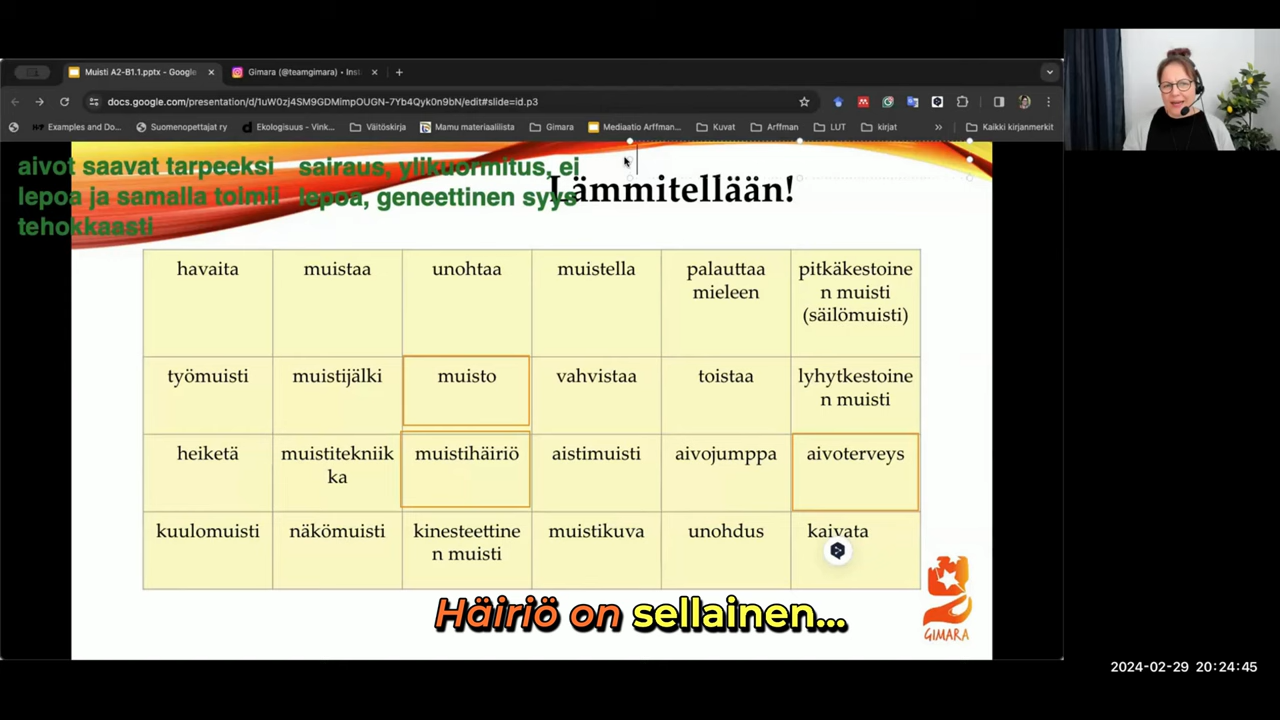 Muisti A2-B1.1.pptx - Google
Gimara (@teamgimara) • Inst
docs.google.com/presentation/d/1uW0zj4SM9GDMimpOUGN-7Yb4Qyk0n9bN/edit#slide=id.p3
Examples and Do...
Suomenopettajat ry
Ekologisuus - Vink...
Väitöskirja
Mamu materiaalilista
Gimara
Mediaatio Arffman...
Kuvat
Arffman
LUT
kirjat
»
Kaikki kirjanmerkit
aivot saavat tarpeeksi
lepoa ja samalla toimii
tehokkaasti
sairaus, ylikuormitus, ei
lepoa, geneettinen syys
Lämmitellään!
havaita
muistaa
unohtaa
muistella
palauttaa
mieleen
pitkäkestoine
n muisti
(säilömuisti)
työmuisti
muistijälki
muisto
vahvistaa
toistaa
lyhytkestoine
n muisti
heiketä
muistitekniik
ka
muistihäiriö
aistimuisti
aivojumppa
aivoterveys
kuulomuisti
näkömuisti
kinesteettine
n muisti
muistikuva
unohdus
kaivata
GIMARA
Häiriö on sellainen...
2024-02-29 20:24:45